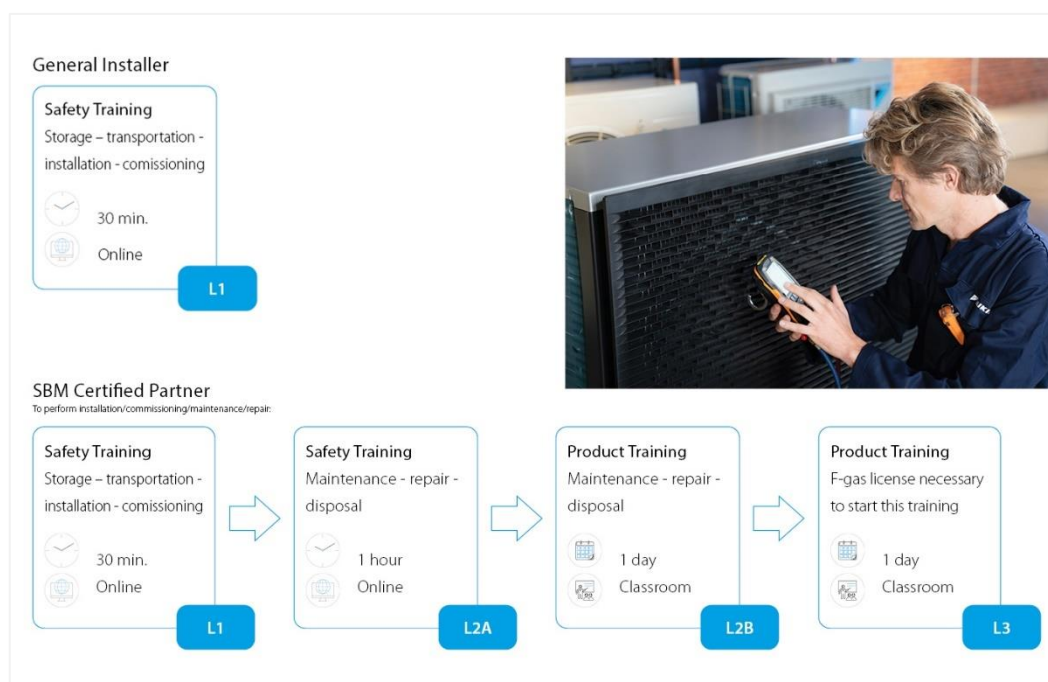 General Installer
Safety Training
Storage – transportation -
installation - comissioning
30 min.
Online
L1
SBM Certified Partner
To perform installation/commissioning/maintenance/repair:
Safety Training
Storage – transportation -
installation - comissioning
30 min.
Online
L1
Safety Training
Maintenance - repair -
disposal
1 hour
Online
L2A
Product Training
Maintenance - repair -
disposal
1 day
Classroom
L2B
Product Training
F-gas license necessary
to start this training
1 day
Classroom
L3